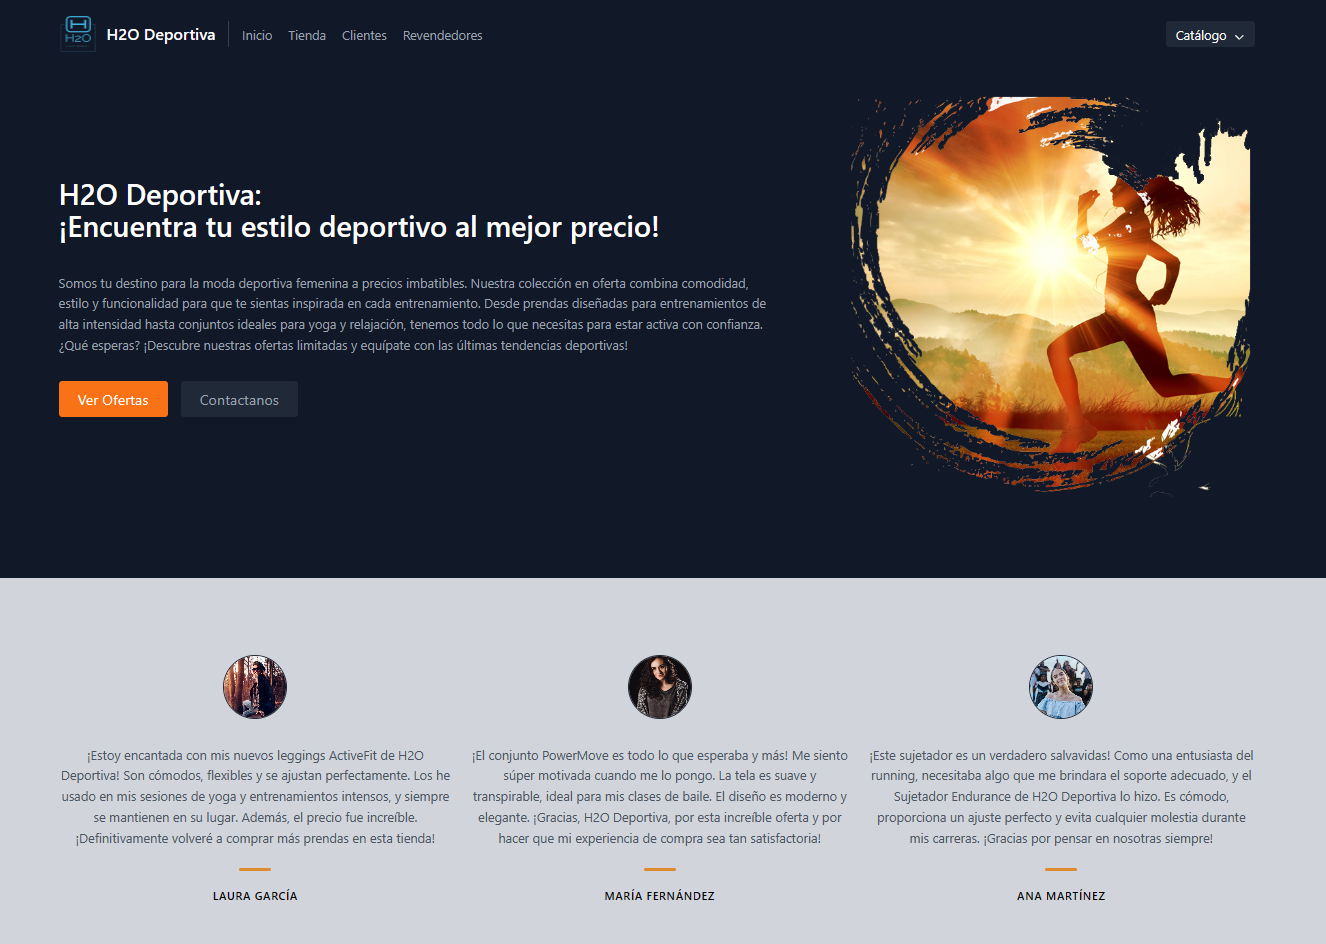 H2O
H2O Deportiva
Inicio
Tienda
Clientes
Revendedores
Catálogo
H2O Deportiva:
¡Encuentra tu estilo deportivo al mejor precio!
Somos tu destino para la moda deportiva femenina a precios imbatibles. Nuestra colección en oferta combina comodidad,
estilo y funcionalidad para que te sientas inspirada en cada entrenamiento. Desde prendas diseñadas para entrenamientos de
alta intensidad hasta conjuntos ideales para yoga y relajación, tenemos todo lo que necesitas para estar activa con confianza.
¿Qué esperas? ¡Descubre nuestras ofertas limitadas y equípate con las últimas tendencias deportivas!
Ver Ofertas
Contactanos
¡Estoy encantada con mis nuevos leggings ActiveFit de H2O
Deportiva! Son cómodos, flexibles y se ajustan perfectamente. Los he
usado en mis sesiones de yoga y entrenamientos intensos, y siempre
se mantienen en su lugar. Además, el precio fue increíble.
¡Definitivamente volveré a comprar más prendas en esta tienda!
LAURA GARCÍA
¡El conjunto PowerMove es todo lo que esperaba y más! Me siento
súper motivada cuando me lo pongo. La tela es suave y
transpirable, ideal para mis clases de baile. El diseño es moderno y
elegante. ¡Gracias, H2O Deportiva, por esta increíble oferta y por
hacer que mi experiencia de compra sea tan satisfactoria!
MARÍA FERNÁNDEZ
¡Este sujetador es un verdadero salvavidas! Como una entusiasta del
running, necesitaba algo que me brindara el soporte adecuado, y el
Sujetador Endurance de H2O Deportiva lo hizo. Es cómodo,
proporciona un ajuste perfecto y evita cualquier molestia durante
mis carreras. ¡Gracias por pensar en nosotras siempre!
ANA MARTÍNEZ